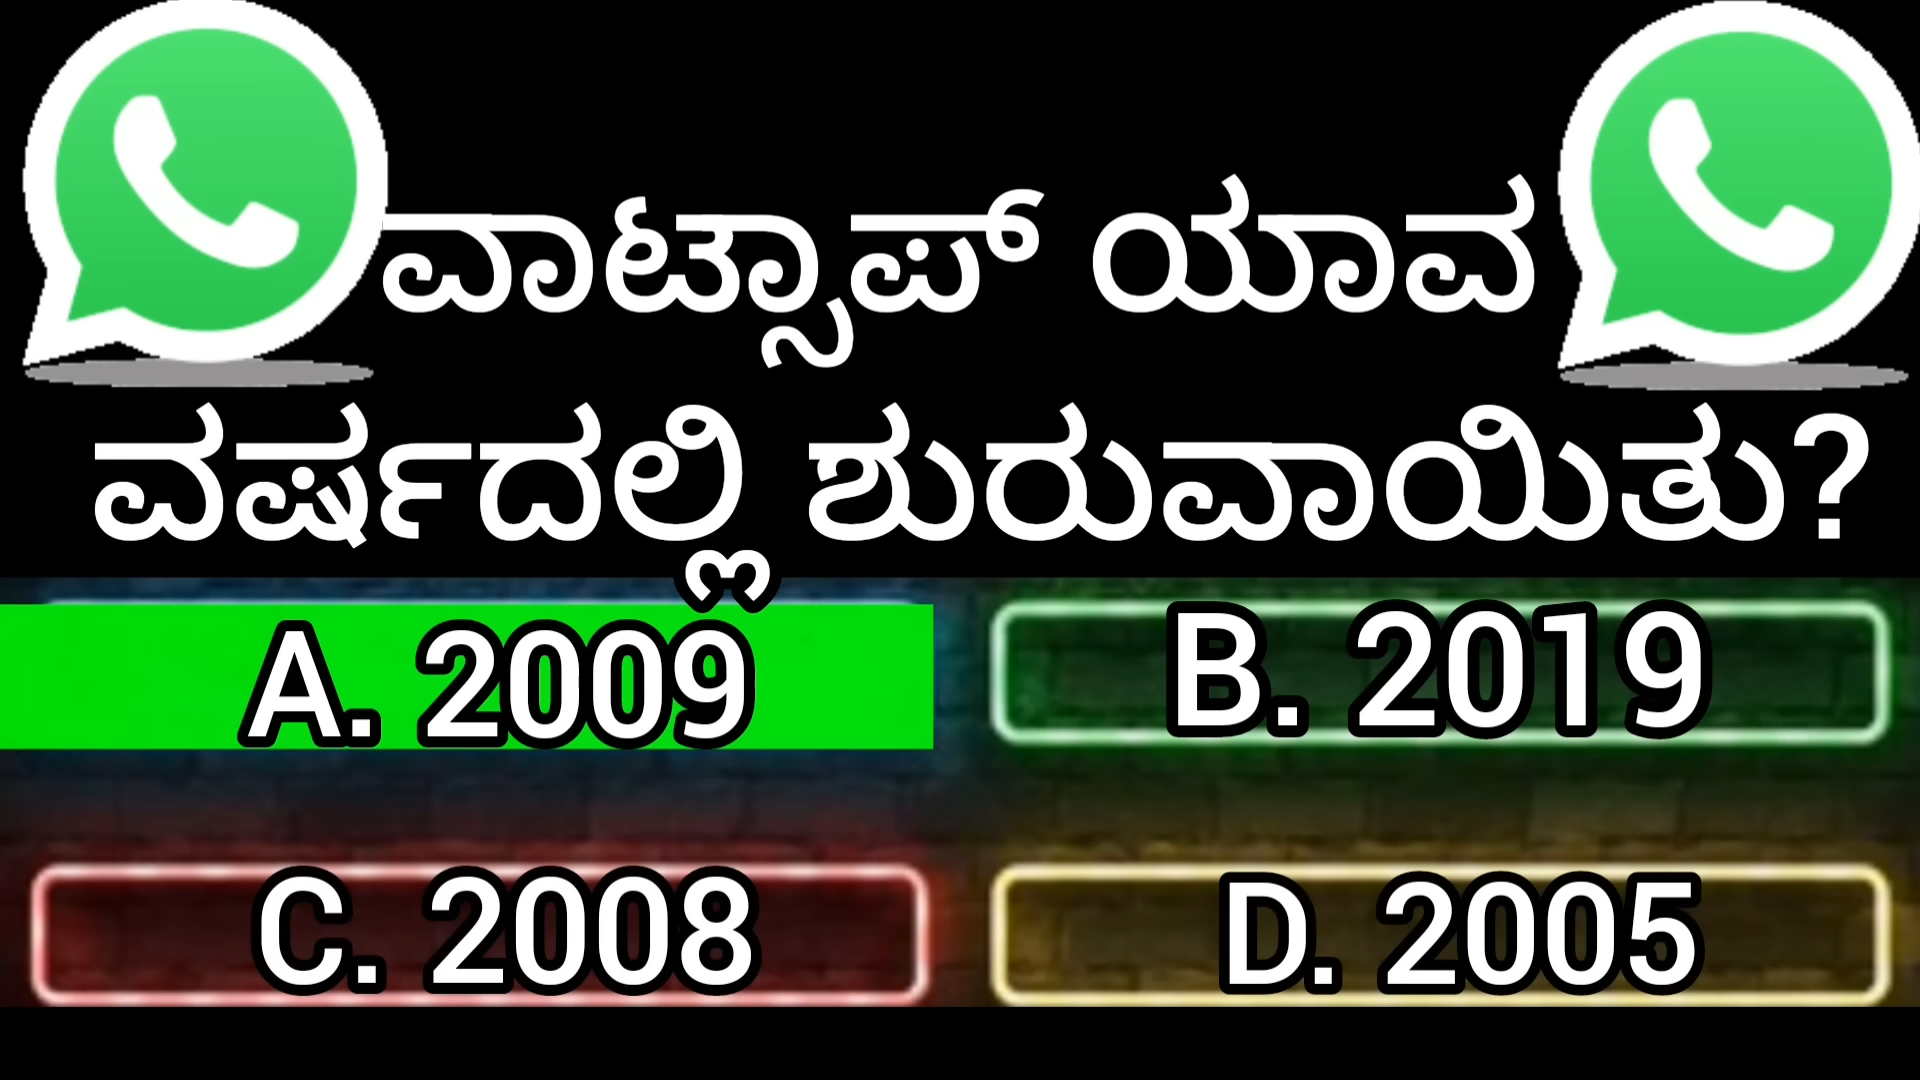 ವಾಟ್ಸಾಪ್ ಯಾವ
ವರ್ಷದಲ್ಲಿ ಶುರುವಾಯಿತು?
A. 2009
B. 2019
C. 2008
D. 2005